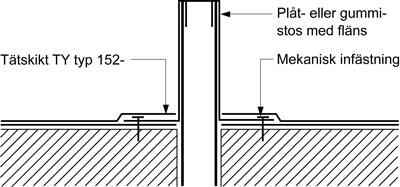 Plåt- eller gummi-
stos med fläns
Tätskikt TY typ 152-
Mekanisk infästning